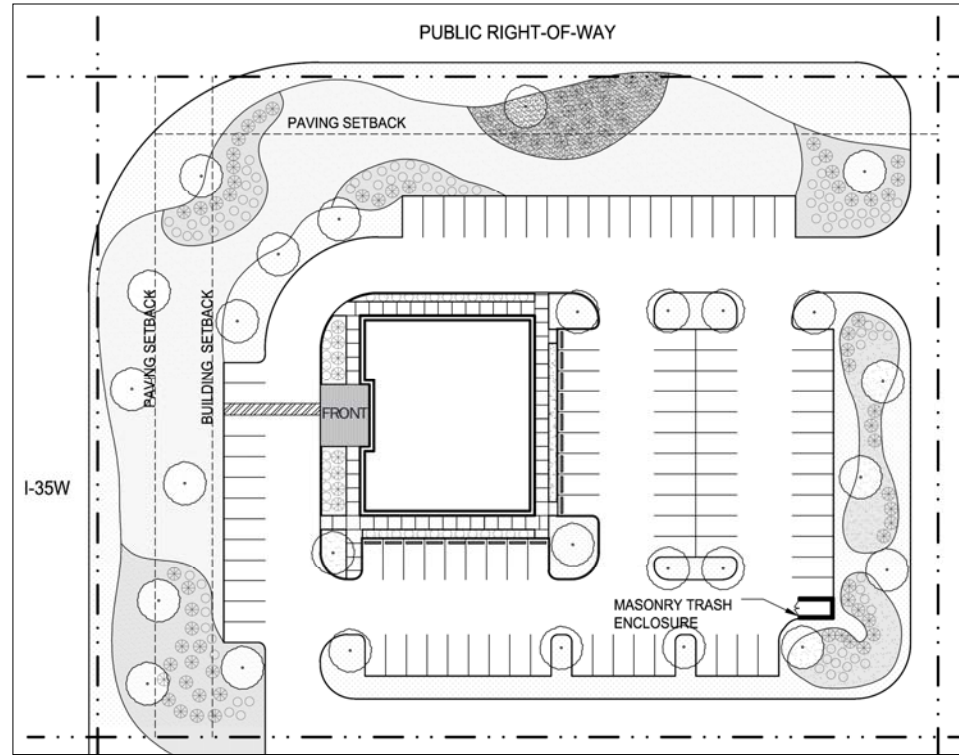 PUBLIC RIGHT-OF-WAY
PAVING SETBACK
PAVING SETBACK
BUILDING SETBACK
FRONT
I-35W
MASONRY TRASH
ENCLOSURE